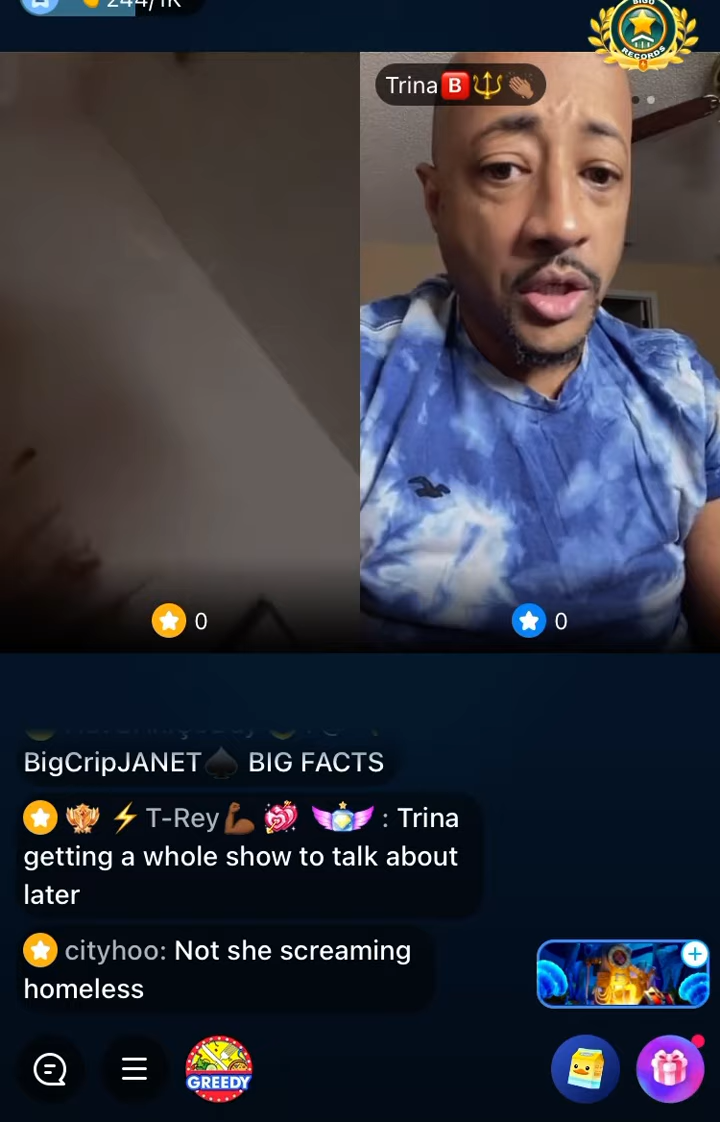 244/1K
BIGO
RECORDS
Trina🅱️🔱👏🏽
0
0
BigCripJANET♠️ BIG FACTS
⚡T-Rey💪🏾💘 : Trina
getting a whole show to talk about
later
cityhoo: Not she screaming
homeless
GREEDY